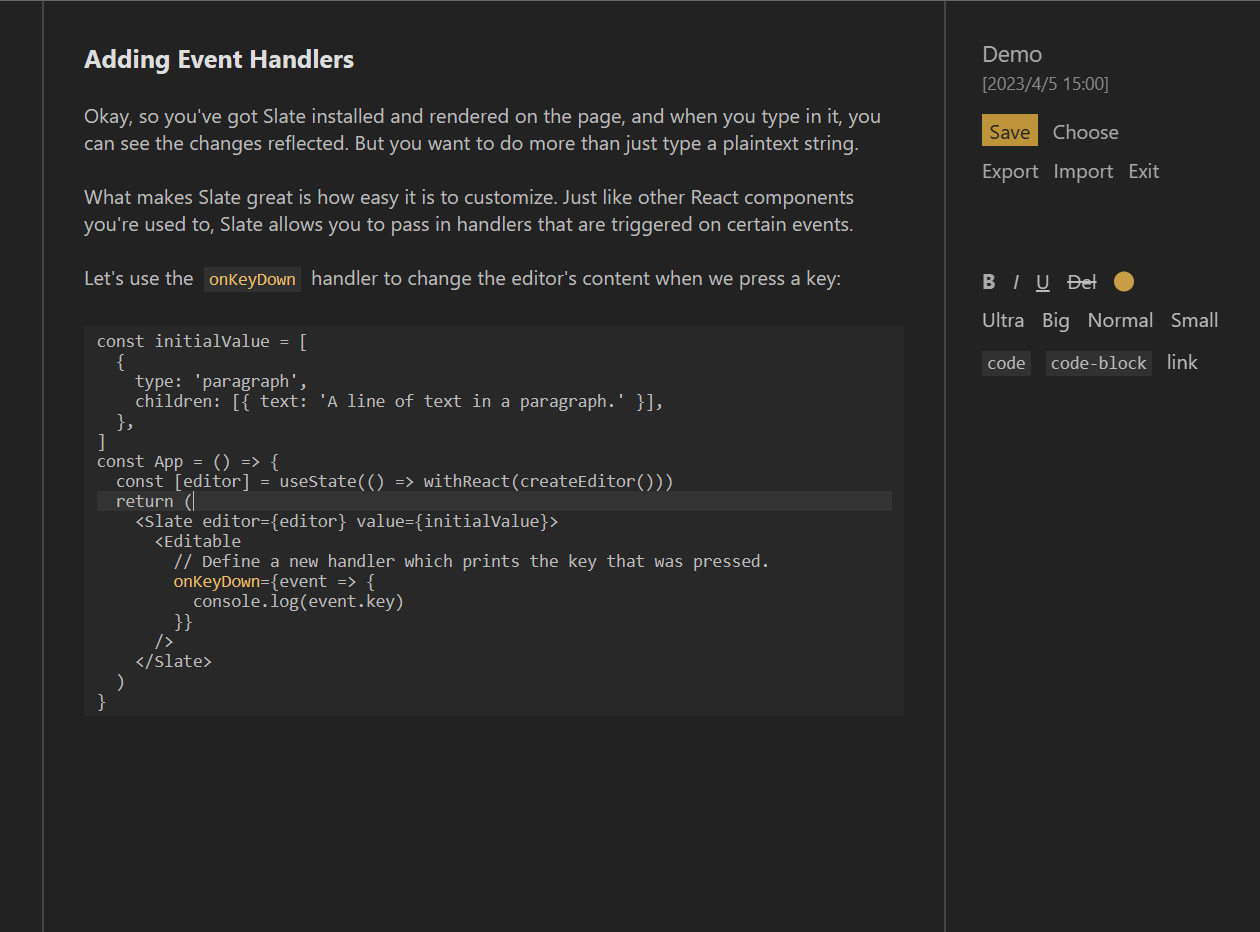 Adding Event Handlers
Okay, so you've got Slate installed and rendered on the page, and when you type in it, you
can see the changes reflected. But you want to do more than just type a plaintext string.
What makes Slate great is how easy it is to customize. Just like other React components
you're used to, Slate allows you to pass in handlers that are triggered on certain events.
Let's use the onKeyDown handler to change the editor's content when we press a key:
const initialValue = [
  {
    type: 'paragraph',
    children: [{ text: 'A line of text in a paragraph.' }],
  },
]
const App = () => {
  const [editor] = useState(() => withReact(createEditor()))
  return (
    <Slate editor={editor} value={initialValue}>
      <Editable
        // Define a new handler which prints the key that was pressed.
        onKeyDown={event => {
          console.log(event.key)
        }}
      />
    </Slate>
  )
}
Demo
[2023/4/5 15:00]
Save Choose
Export Import Exit
B I U Del
Ultra Big Normal Small
code code-block link